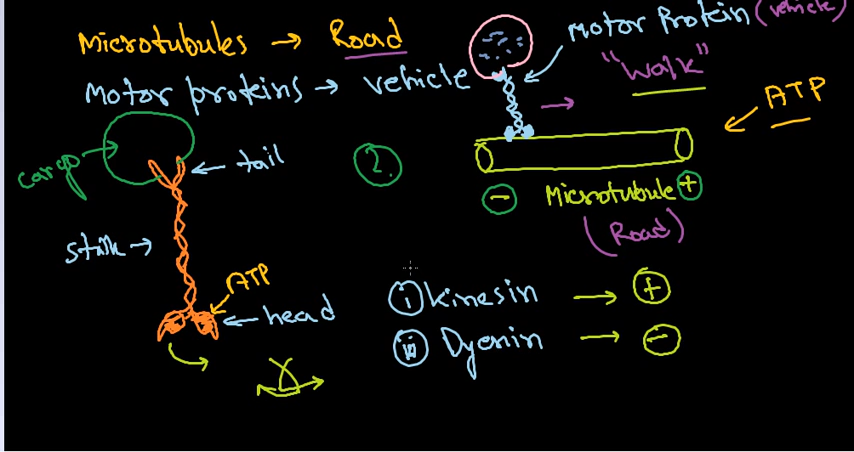 Microtubules → Road
Motor proteins → vehicle
Motor Protein (vehicle)
"Walk"
ATP
cargo
tail
2.
- Microtubule +
(Road)
stalk
ATP
head
i kinesin → +
ii Dyenin → -